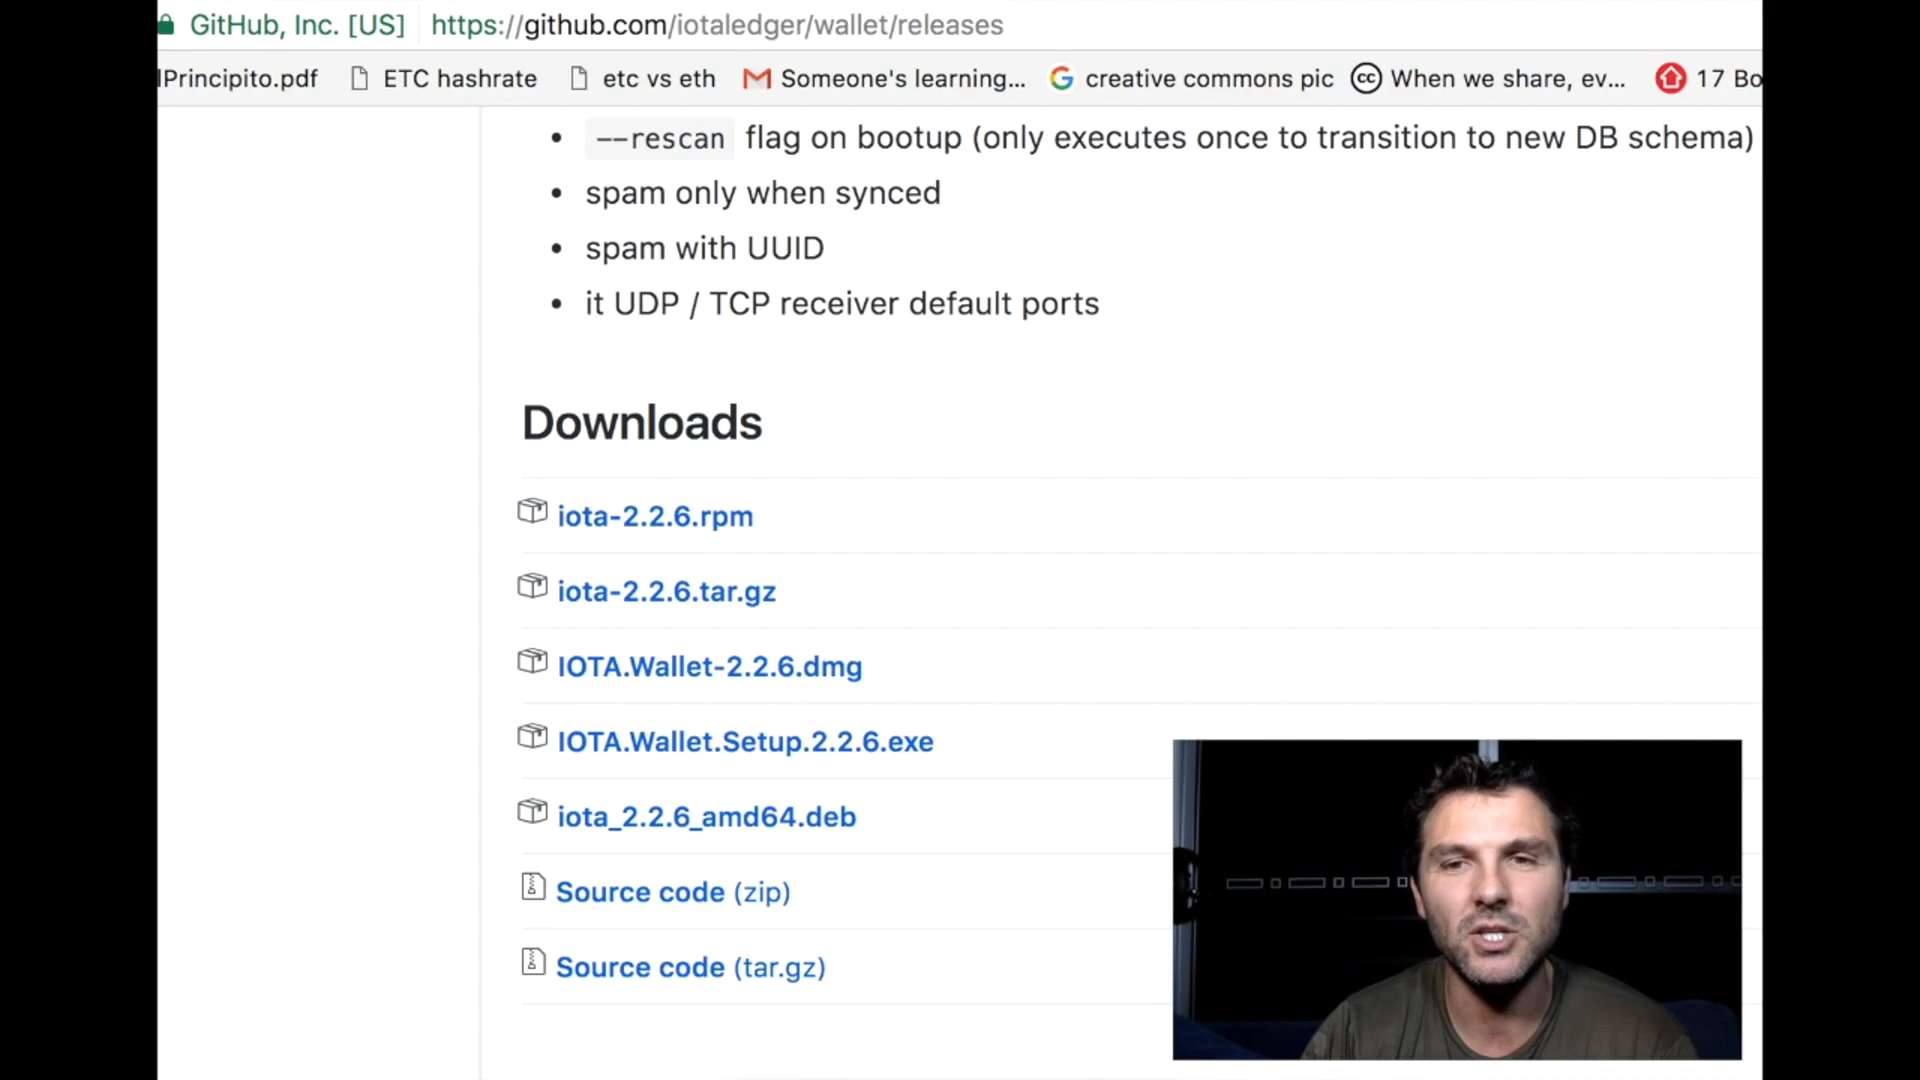 GitHub, Inc. [US] https://github.com/iotaledger/wallet/releases
lPrincipito.pdf ETC hashrate etc vs eth Someone's learning... creative commons pic cc When we share, ev... 17 Bo
--rescan flag on bootup (only executes once to transition to new DB schema)
spam only when synced
spam with UUID
it UDP / TCP receiver default ports
Downloads
iota-2.2.6.rpm
iota-2.2.6.tar.gz
IOTA.Wallet-2.2.6.dmg
IOTA.Wallet.Setup.2.2.6.exe
iota_2.2.6_amd64.deb
Source code (zip)
Source code (tar.gz)